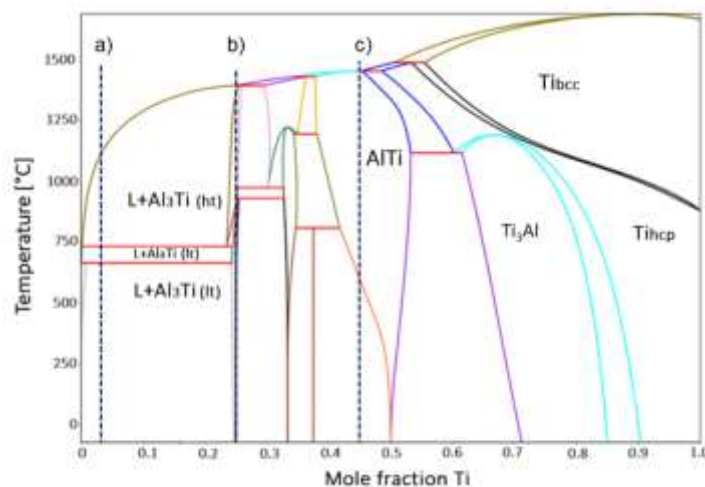 a)
b)
c)
Temperature [°C]
1500
1250
1000
750
500
250
0
L+Al₃Ti (ht)
L+Al₃Ti (lt)
L+Al₃Ti (lt)
AlTi
Tibcc
Ti₃Al
Tihcp
0 0.1 0.2 0.3 0.4 0.5 0.6 0.7 0.8 0.9 1.0
Mole fraction Ti